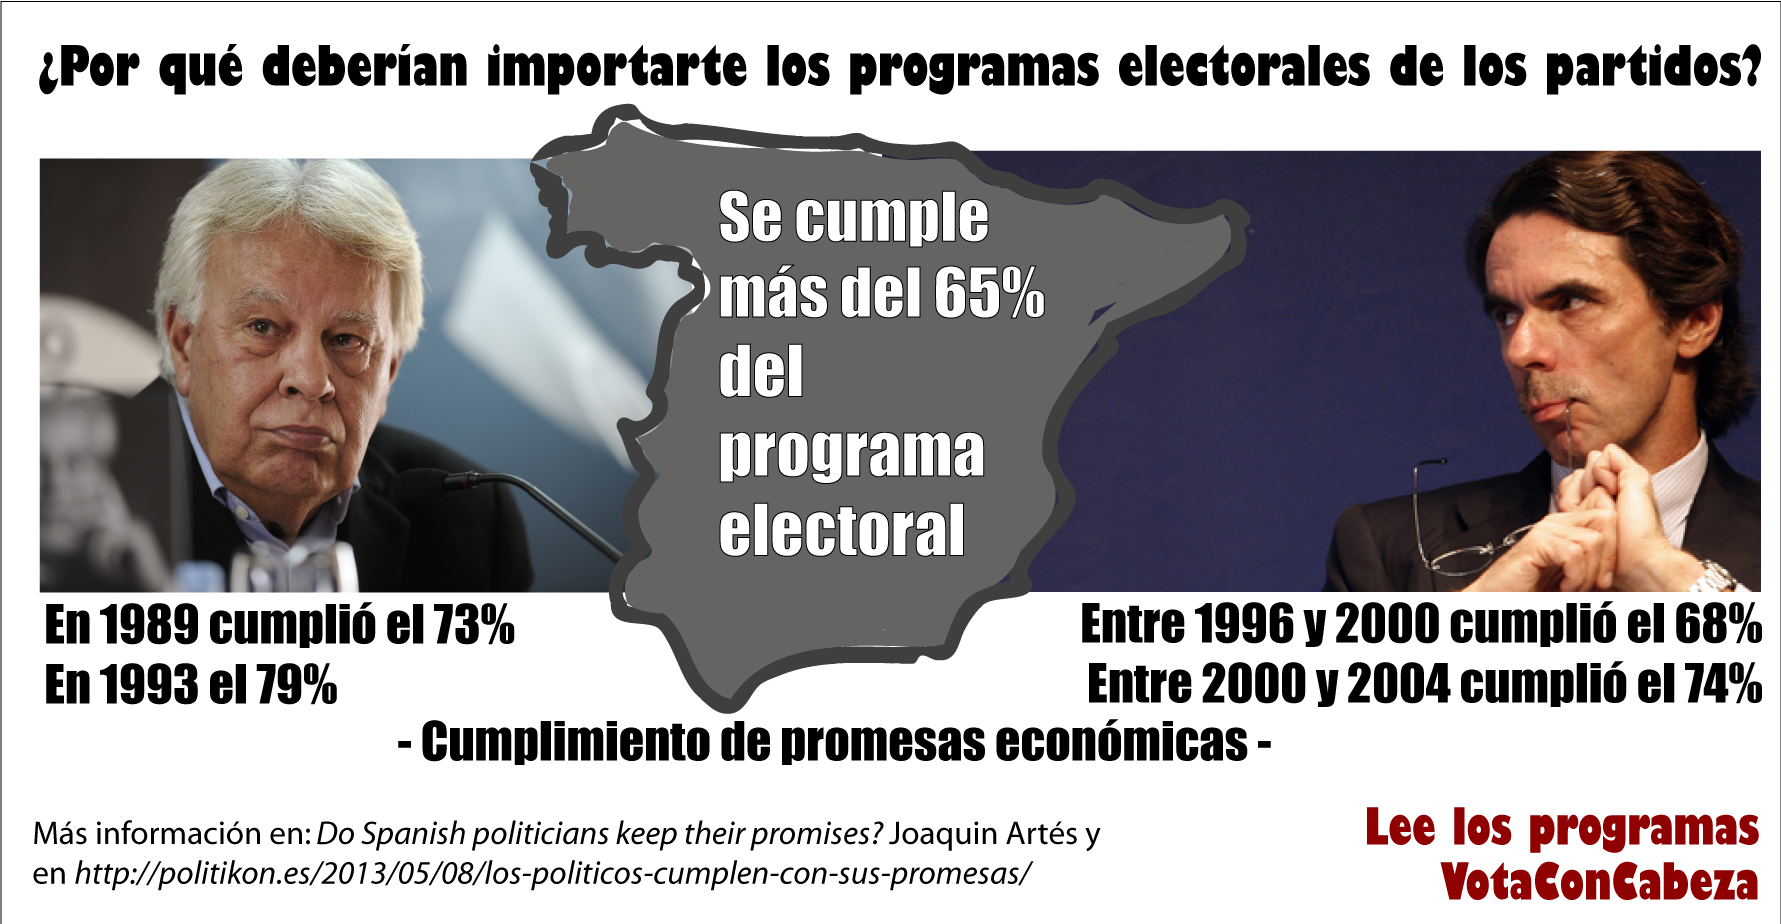 ¿Por qué deberían importarte los programas electorales de los partidos?
Se cumple
más del 65%
del
programa
electoral
En 1989 cumplió el 73%
En 1993 el 79%
Entre 1996 y 2000 cumplió el 68%
Entre 2000 y 2004 cumplió el 74%
- Cumplimiento de promesas económicas -
Más información en: Do Spanish politicians keep their promises? Joaquin Artés y
en http://politikon.es/2013/05/08/los-politicos-cumplen-con-sus-promesas/
Lee los programas
VotaConCabeza